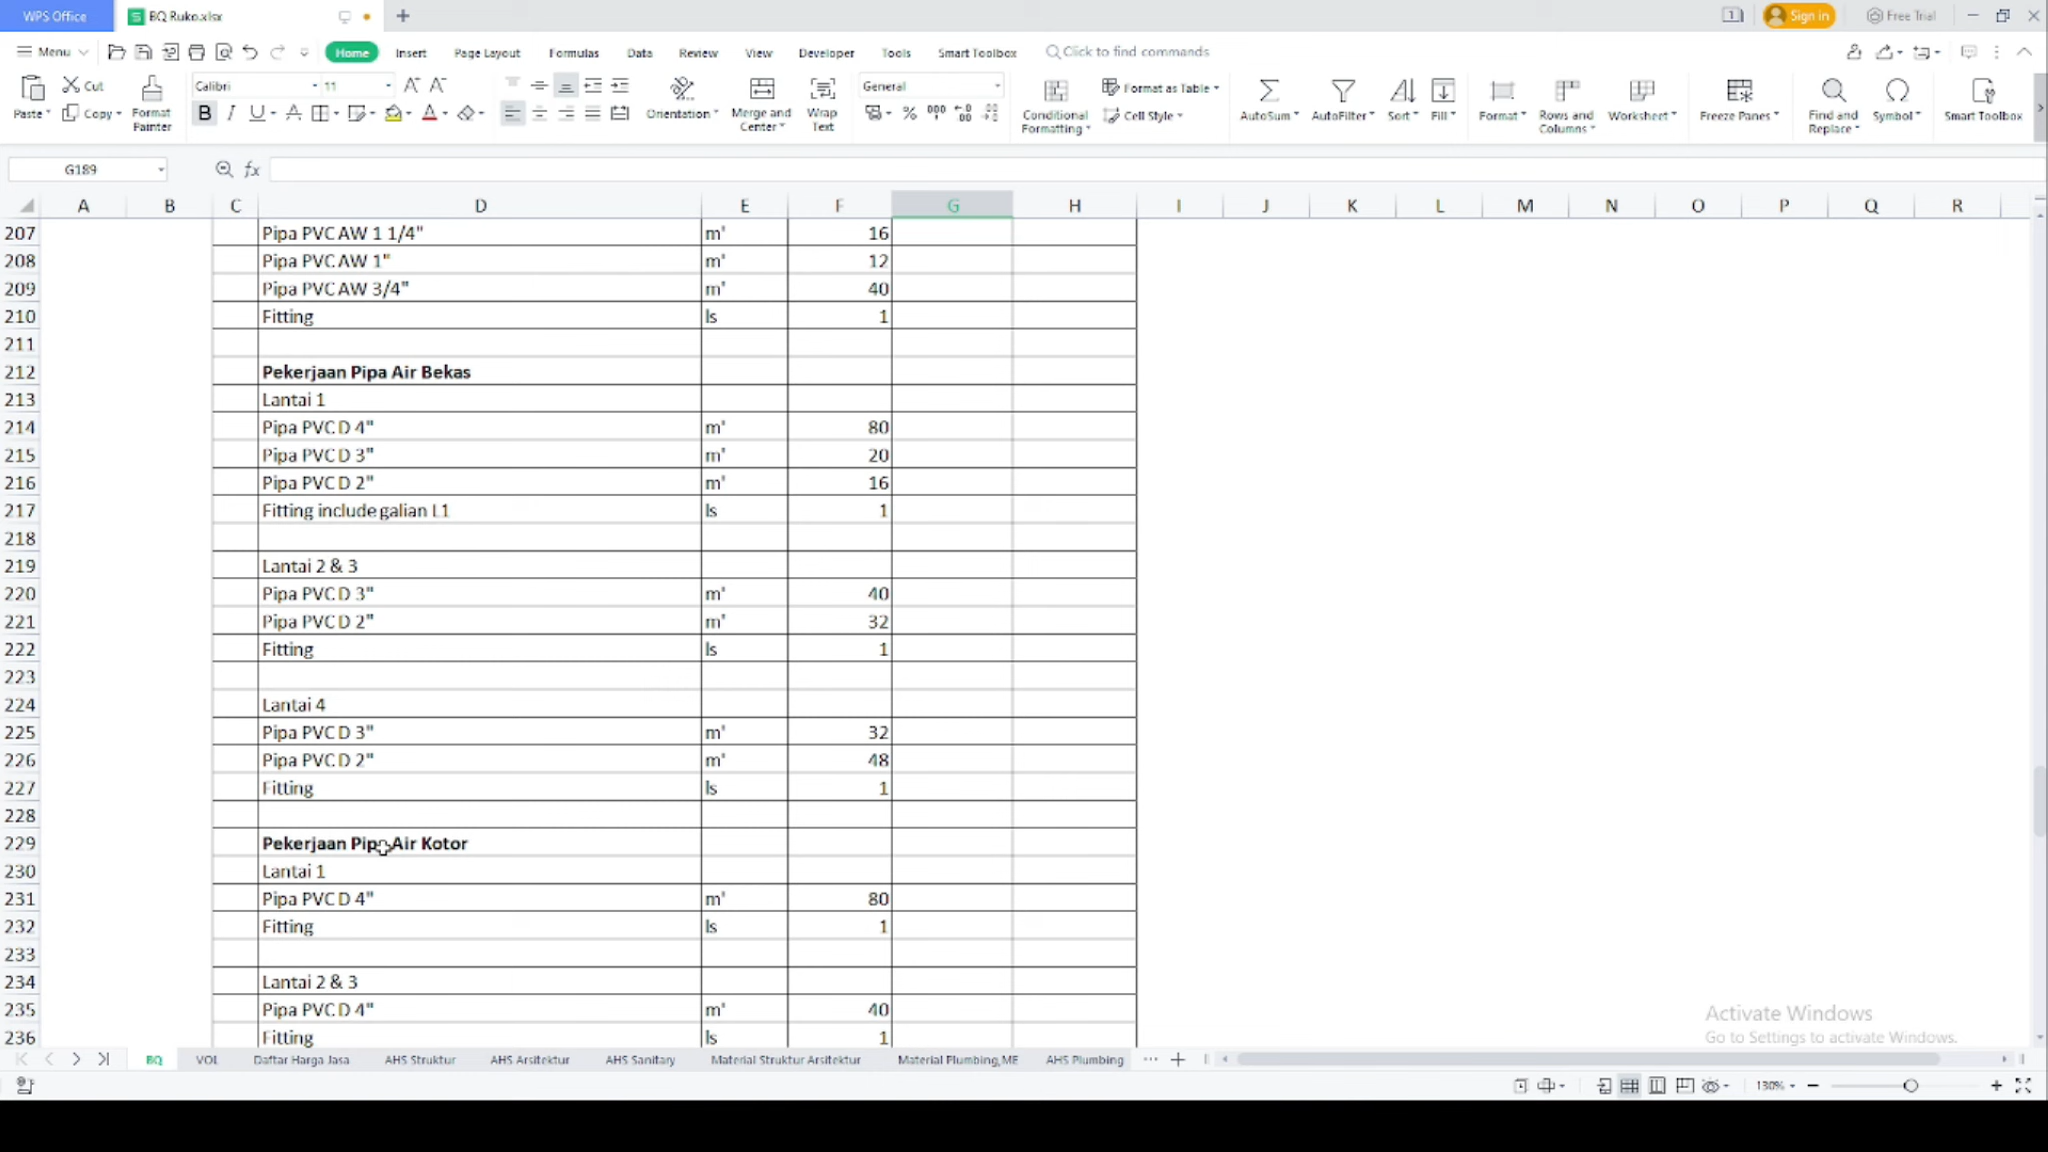 WPS Office BQ Ruko.xlsx 1 Sign in Free Trial
Menu Home Insert Page Layout Formulas Data Review View Developer Tools Smart Toolbox Click to find commands
Paste Cut Copy Format Painter Calibri 11 General
Orientation Merge and Center Wrap Text Conditional Formatting Format as Table Cell Style AutoSum AutoFilter Sort Fill Format Rows and Columns Worksheet Freeze Panes Find and Replace Symbol Smart Toolbox
G189 fx
A B C D E F G H I J K L M N O P Q R
207 Pipa PVC AW 1 1/4" m' 16
208 Pipa PVC AW 1" m' 12
209 Pipa PVC AW 3/4" m' 40
210 Fitting ls 1
211
212 Pekerjaan Pipa Air Bekas
213 Lantai 1
214 Pipa PVC D 4" m' 80
215 Pipa PVC D 3" m' 20
216 Pipa PVC D 2" m' 16
217 Fitting include galian L1 ls 1
218
219 Lantai 2 & 3
220 Pipa PVC D 3" m' 40
221 Pipa PVC D 2" m' 32
222 Fitting ls 1
223
224 Lantai 4
225 Pipa PVC D 3" m' 32
226 Pipa PVC D 2" m' 48
227 Fitting ls 1
228
229 Pekerjaan Pipa Air Kotor
230 Lantai 1
231 Pipa PVC D 4" m' 80
232 Fitting ls 1
233
234 Lantai 2 & 3
235 Pipa PVC D 4" m' 40
236 Fitting ls 1
Activate Windows
Go to Settings to activate Windows.
BQ VOL Daftar Harga Jasa AHS Struktur AHS Arsitektur AHS Sanitary Material Struktur Arsitektur Material Plumbing,ME AHS Plumbing ...
130%